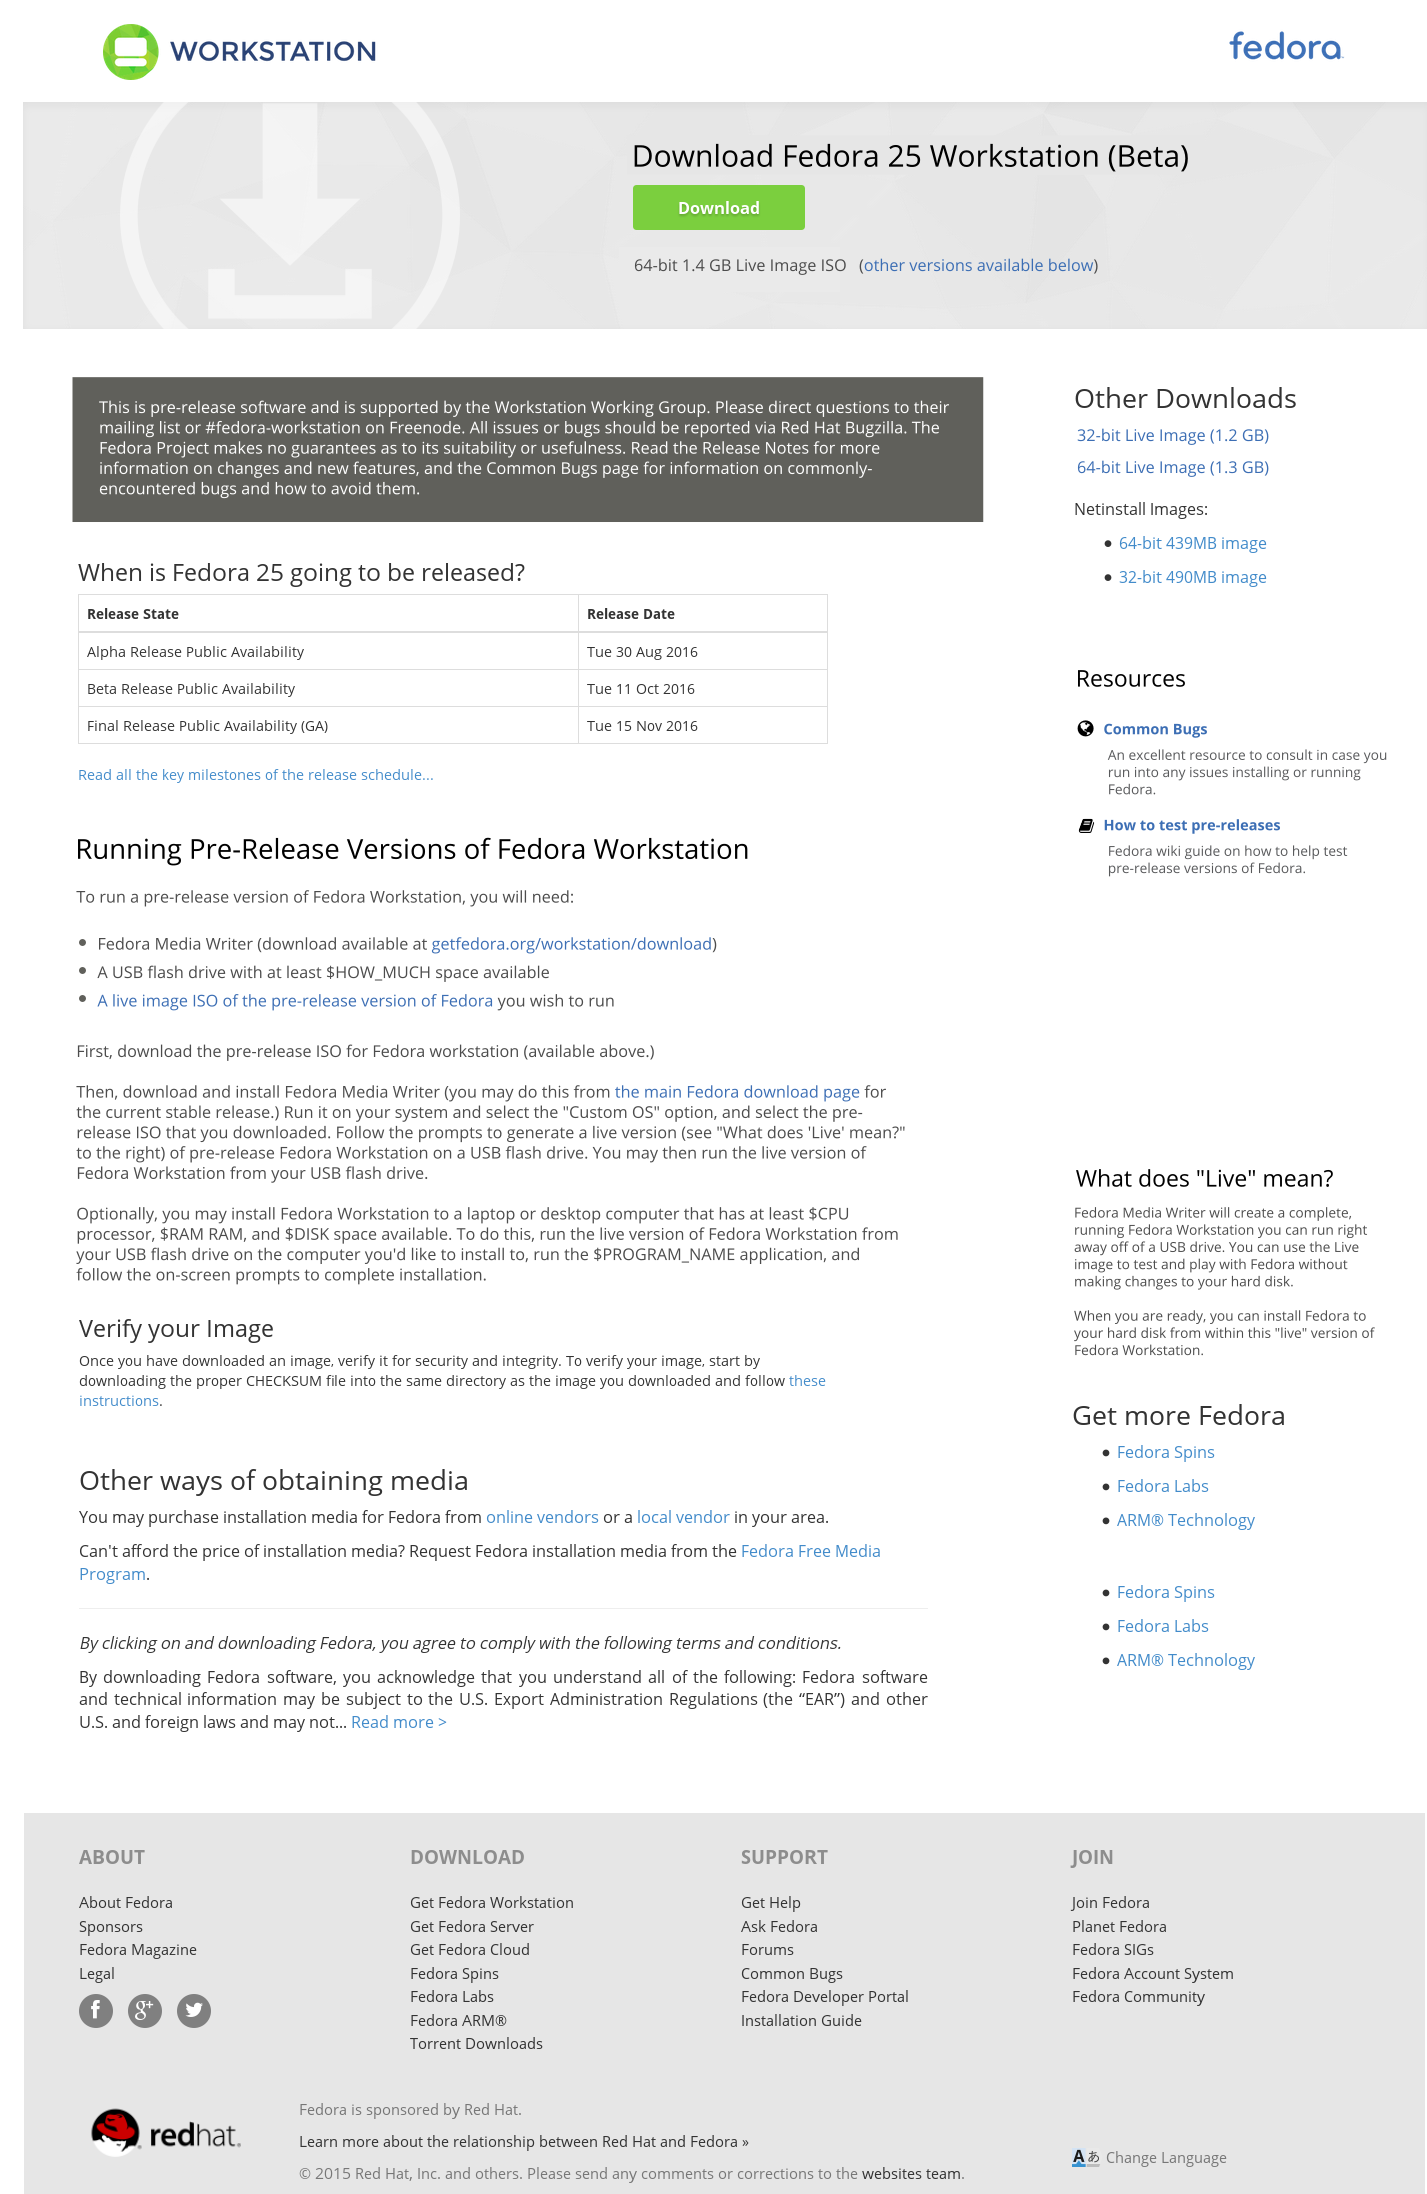 WORKSTATION
fedora
Download Fedora 25 Workstation (Beta)
Download
64-bit 1.4 GB Live Image ISO (other versions available below)
This is pre-release software and is supported by the Workstation Working Group. Please direct questions to their
mailing list or #fedora-workstation on Freenode. All issues or bugs should be reported via Red Hat Bugzilla. The
Fedora Project makes no guarantees as to its suitability or usefulness. Read the Release Notes for more
information on changes and new features, and the Common Bugs page for information on commonly-
encountered bugs and how to avoid them.
When is Fedora 25 going to be released?
Release State Release Date
Alpha Release Public Availability Tue 30 Aug 2016
Beta Release Public Availability Tue 11 Oct 2016
Final Release Public Availability (GA) Tue 15 Nov 2016
Read all the key milestones of the release schedule...
Running Pre-Release Versions of Fedora Workstation
To run a pre-release version of Fedora Workstation, you will need:
• Fedora Media Writer (download available at getfedora.org/workstation/download)
• A USB flash drive with at least $HOW_MUCH space available
• A live image ISO of the pre-release version of Fedora you wish to run
First, download the pre-release ISO for Fedora workstation (available above.)
Then, download and install Fedora Media Writer (you may do this from the main Fedora download page for
the current stable release.) Run it on your system and select the "Custom OS" option, and select the pre-
release ISO that you downloaded. Follow the prompts to generate a live version (see "What does 'Live' mean?"
to the right) of pre-release Fedora Workstation on a USB flash drive. You may then run the live version of
Fedora Workstation from your USB flash drive.
Optionally, you may install Fedora Workstation to a laptop or desktop computer that has at least $CPU
processor, $RAM RAM, and $DISK space available. To do this, run the live version of Fedora Workstation from
your USB flash drive on the computer you'd like to install to, run the $PROGRAM_NAME application, and
follow the on-screen prompts to complete installation.
Verify your Image
Once you have downloaded an image, verify it for security and integrity. To verify your image, start by
downloading the proper CHECKSUM file into the same directory as the image you downloaded and follow these
instructions.
Other ways of obtaining media
You may purchase installation media for Fedora from online vendors or a local vendor in your area.
Can't afford the price of installation media? Request Fedora installation media from the Fedora Free Media
Program.
By clicking on and downloading Fedora, you agree to comply with the following terms and conditions.
By downloading Fedora software, you acknowledge that you understand all of the following: Fedora software
and technical information may be subject to the U.S. Export Administration Regulations (the “EAR”) and other
U.S. and foreign laws and may not... Read more >
Other Downloads
32-bit Live Image (1.2 GB)
64-bit Live Image (1.3 GB)
Netinstall Images:
• 64-bit 439MB image
• 32-bit 490MB image
Resources
Common Bugs
An excellent resource to consult in case you
run into any issues installing or running
Fedora.
How to test pre-releases
Fedora wiki guide on how to help test
pre-release versions of Fedora.
What does "Live" mean?
Fedora Media Writer will create a complete,
running Fedora Workstation you can run right
away off of a USB drive. You can use the Live
image to test and play with Fedora without
making changes to your hard disk.
When you are ready, you can install Fedora to
your hard disk from within this "live" version of
Fedora Workstation.
Get more Fedora
• Fedora Spins
• Fedora Labs
• ARM® Technology
• Fedora Spins
• Fedora Labs
• ARM® Technology
ABOUT
About Fedora
Sponsors
Fedora Magazine
Legal
f g+
DOWNLOAD
Get Fedora Workstation
Get Fedora Server
Get Fedora Cloud
Fedora Spins
Fedora Labs
Fedora ARM®
Torrent Downloads
SUPPORT
Get Help
Ask Fedora
Forums
Common Bugs
Fedora Developer Portal
Installation Guide
JOIN
Join Fedora
Planet Fedora
Fedora SIGs
Fedora Account System
Fedora Community
redhat.
Fedora is sponsored by Red Hat.
Learn more about the relationship between Red Hat and Fedora »
© 2015 Red Hat, Inc. and others. Please send any comments or corrections to the websites team.
Aあ Change Language